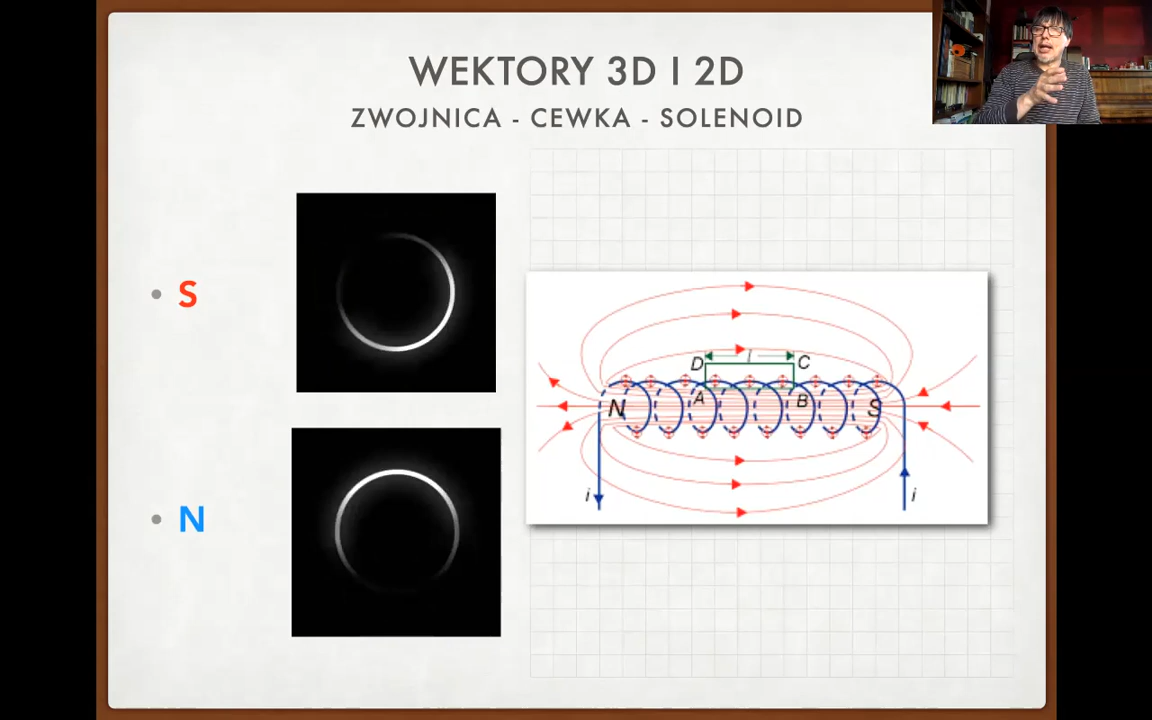 WEKTORY 3D I 2D
ZWOJNICA - CEWKA - SOLENOID
• S
• N
D l C
A B
N S
i i